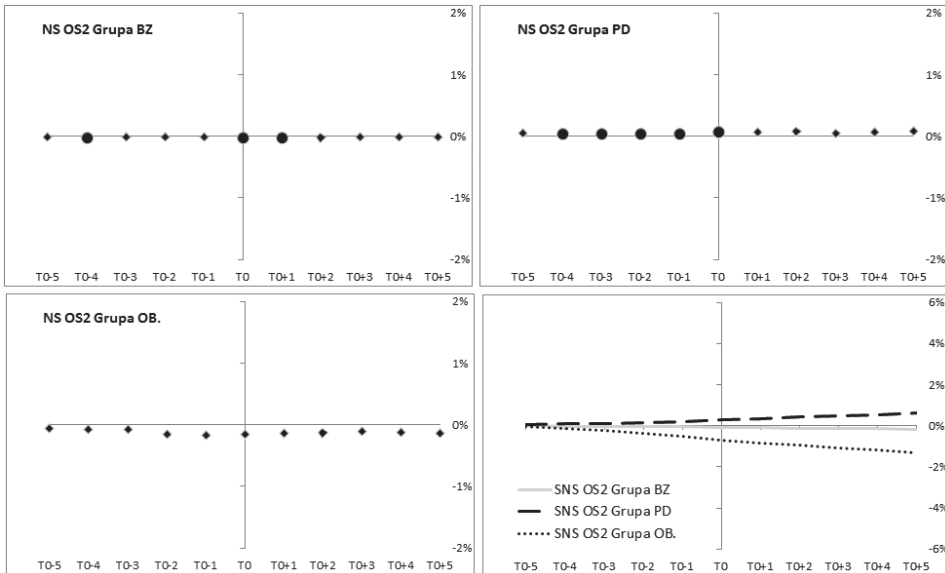 NS OS2 Grupa BZ
2%
1%
0%
-1%
-2%
T0-5 T0-4 T0-3 T0-2 T0-1 T0 T0+1 T0+2 T0+3 T0+4 T0+5
NS OS2 Grupa PD
2%
1%
0%
-1%
-2%
T0-5 T0-4 T0-3 T0-2 T0-1 T0 T0+1 T0+2 T0+3 T0+4 T0+5
NS OS2 Grupa OB.
2%
1%
0%
-1%
-2%
T0-5 T0-4 T0-3 T0-2 T0-1 T0 T0+1 T0+2 T0+3 T0+4 T0+5
6%
4%
2%
0%
-2%
-4%
-6%
SNS OS2 Grupa BZ
SNS OS2 Grupa PD
SNS OS2 Grupa OB.
T0-5 T0-4 T0-3 T0-2 T0-1 T0 T0+1 T0+2 T0+3 T0+4 T0+5